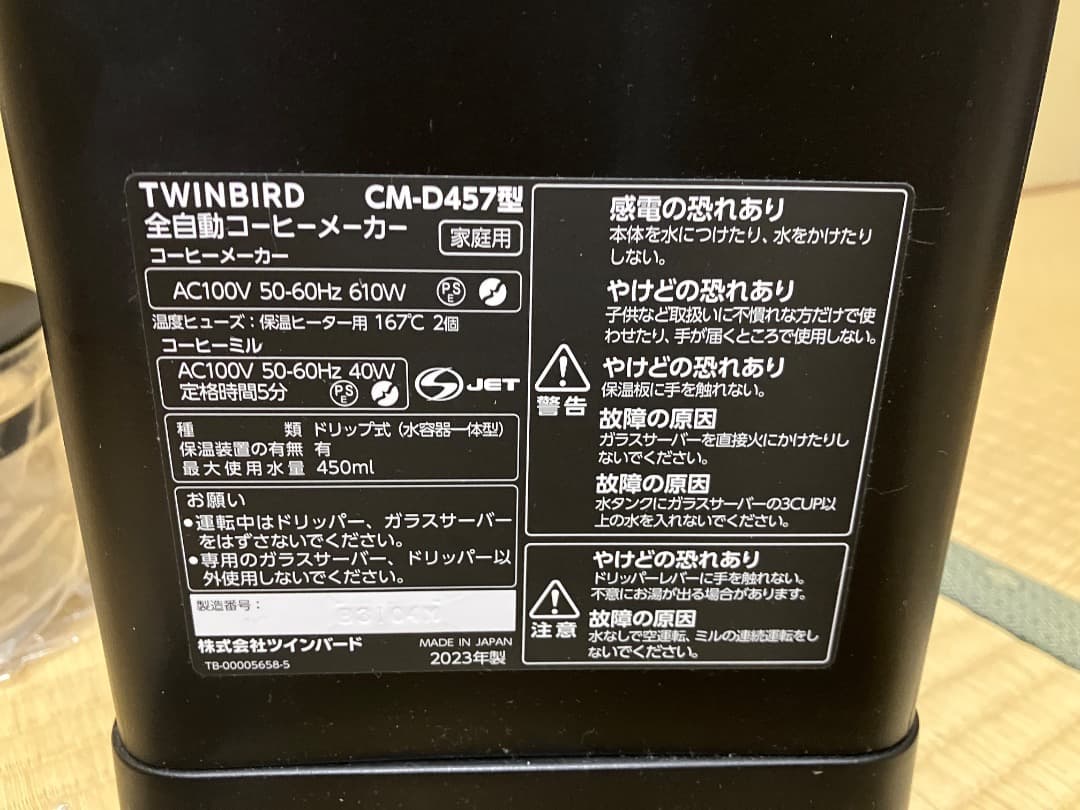 TWINBIRD CM-D457型
全自動コーヒーメーカー 家庭用
コーヒーメーカー
AC100V 50-60Hz 610W PSE
温度ヒューズ：保温ヒーター用 167℃ 2個
コーヒーミル
AC100V 50-60Hz 40W
定格時間5分 PSE
JET
種類 ドリップ式（水容器一体型）
保温装置の有無 有
最大使用水量 450ml
お願い
●運転中はドリッパー、ガラスサーバー
をはずさないでください。
●専用のガラスサーバー、ドリッパー以
外使用しないでください。
製造番号：
株式会社ツインバード MADE IN JAPAN
TB-00005658-5 2023年製
警告
感電の恐れあり
本体を水につけたり、水をかけたり
しない。
やけどの恐れあり
子供など取扱いに不慣れな方だけで使
わせたり、手が届くところで使用しない。
やけどの恐れあり
保温板に手を触れない。
故障の原因
ガラスサーバーを直接火にかけたりし
ないでください。
故障の原因
水タンクにガラスサーバーの3CUP以
上の水を入れないでください。
注意
やけどの恐れあり
ドリッパーレバーに手を触れない。
不意にお湯が出る場合があります。
故障の原因
水なしで空運転、ミルの連続運転をし
ないでください。